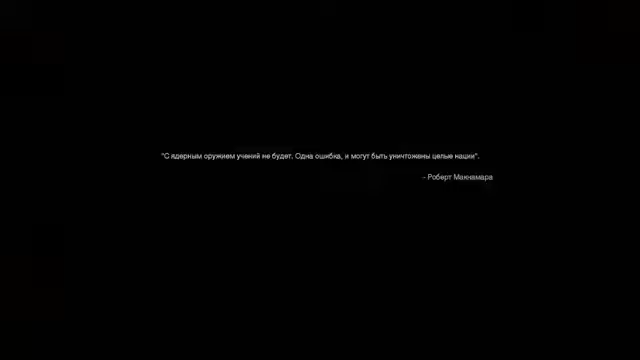 "С ядерным оружием учений не будет. Одна ошибка, и могут быть уничтожены целые нации".
- Роберт Макнамара